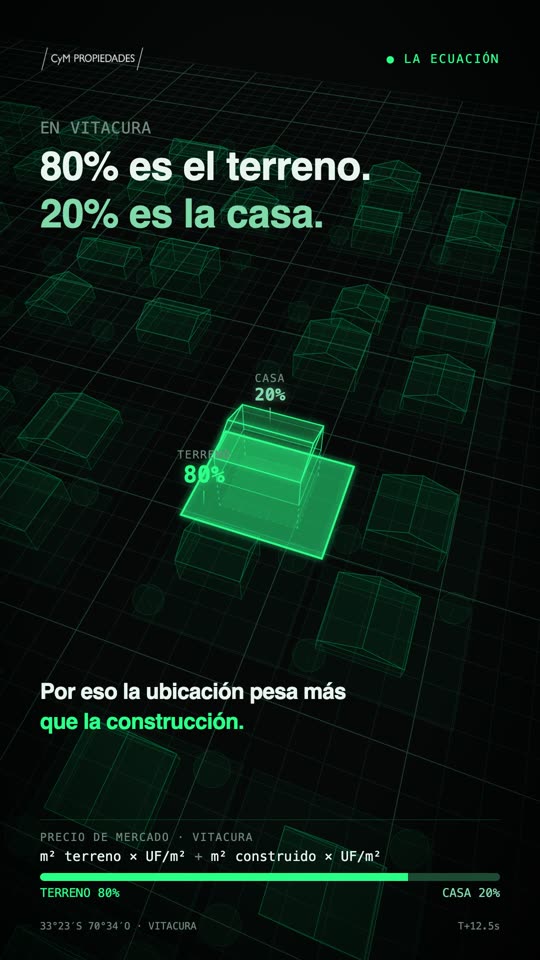 CyM PROPIEDADES
● LA ECUACIÓN
EN VITACURA
80% es el terreno.
20% es la casa.
CASA
20%
TERRENO
80%
Por eso la ubicación pesa más
que la construcción.
PRECIO DE MERCADO · VITACURA
m² terreno × UF/m² + m² construido × UF/m²
TERRENO 80%
CASA 20%
33°23′S 70°34′O · VITACURA
T+12.5s